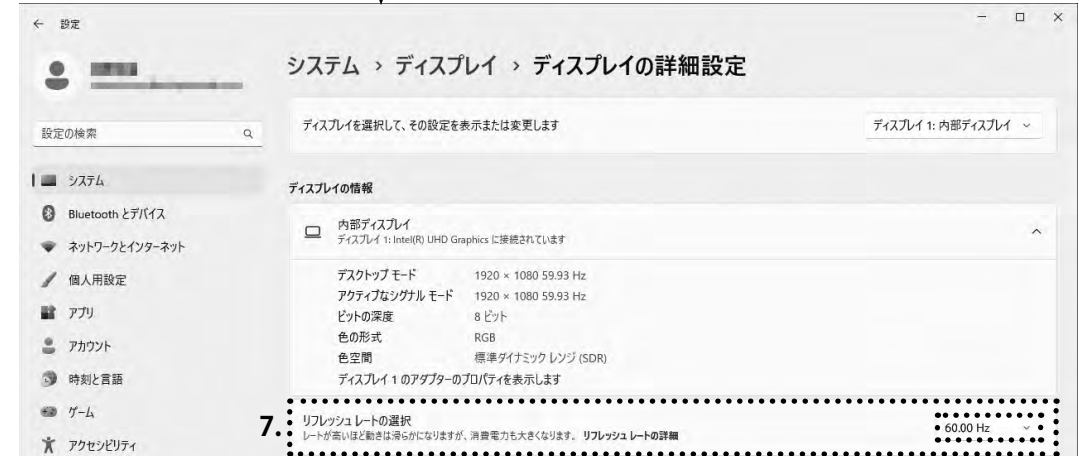 ← 設定
システム › ディスプレイ › ディスプレイの詳細設定
設定の検索
ディスプレイを選択して、その設定を表示または変更します
ディスプレイ 1: 内部ディスプレイ
システム
Bluetooth とデバイス
ネットワークとインターネット
個人用設定
アプリ
アカウント
時刻と言語
ゲーム
アクセシビリティ
ディスプレイの情報
内部ディスプレイ
ディスプレイ 1: Intel(R) UHD Graphics に接続されています
デスクトップ モード 1920 × 1080 59.93 Hz
アクティブなシグナル モード 1920 × 1080 59.93 Hz
ビットの深度 8 ビット
色の形式 RGB
色空間 標準ダイナミック レンジ (SDR)
ディスプレイ 1 のアダプターのプロパティを表示します
7.
リフレッシュ レートの選択
レートが高いほど動きは滑らかになりますが、消費電力も大きくなります。 リフレッシュ レートの詳細
60.00 Hz